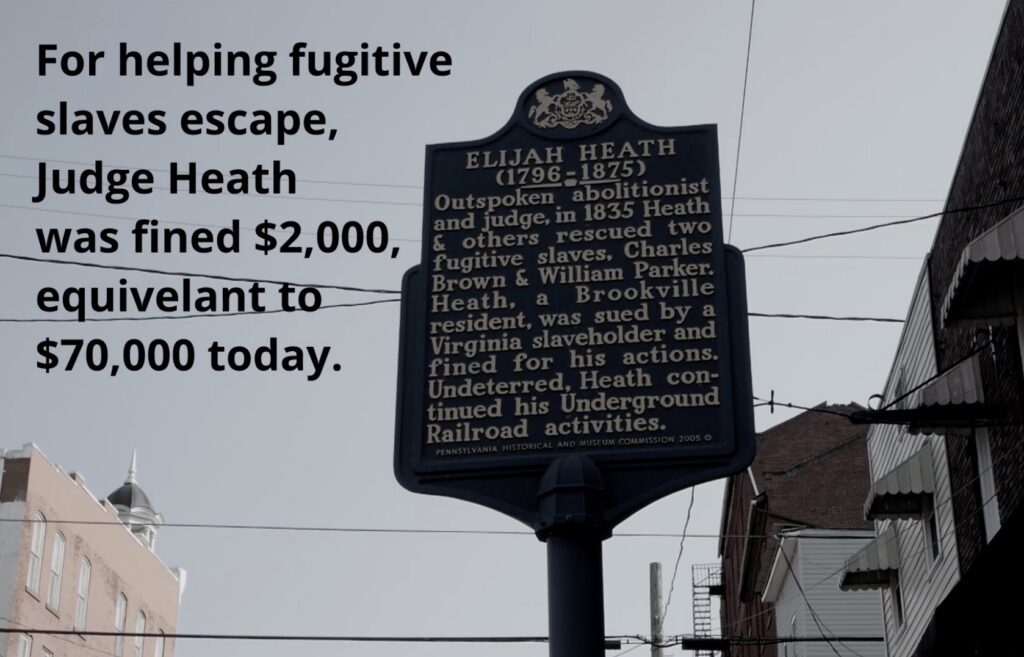 For helping fugitive
slaves escape,
Judge Heath
was fined $2,000,
equivelant to
$70,000 today.
ELIJAH HEATH
(1796-1875)
Outspoken abolitionist
and judge, in 1835 Heath
& others rescued two
fugitive slaves, Charles
Brown & William Parker.
Heath, a Brookville
resident, was sued by a
Virginia slaveholder and
fined for his actions.
Undeterred, Heath con-
tinued his Underground
Railroad activities.
PENNSYLVANIA HISTORICAL AND MUSEUM COMMISSION 2005 ©